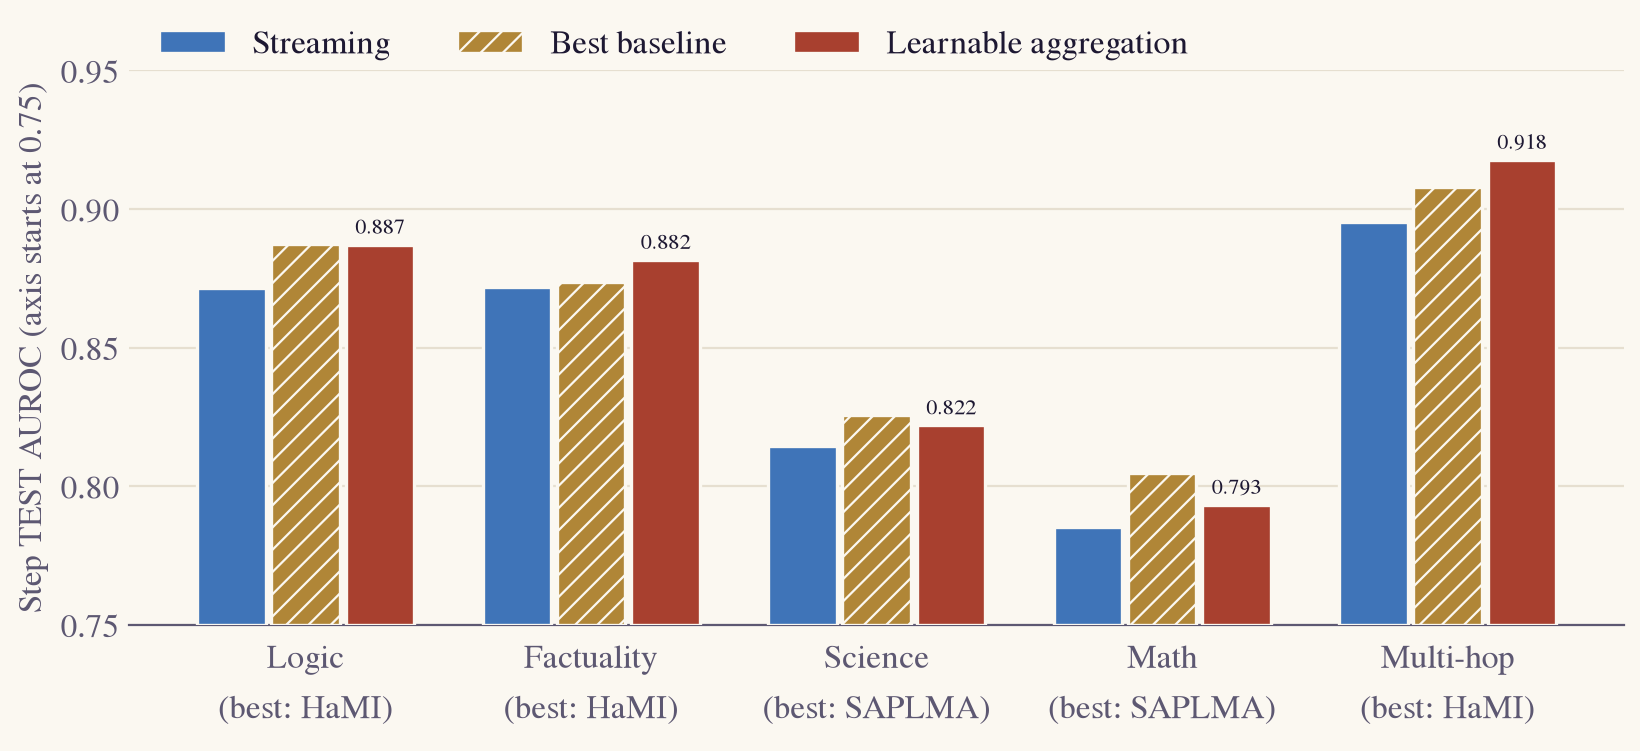 Streaming
Best baseline
Learnable aggregation
Step TEST AUROC (axis starts at 0.75)
0.95
0.90
0.85
0.80
0.75
0.887
0.882
0.822
0.793
0.918
Logic
(best: HaMI)
Factuality
(best: HaMI)
Science
(best: SAPLMA)
Math
(best: SAPLMA)
Multi-hop
(best: HaMI)